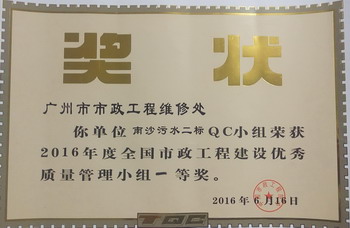 奖状
广州市市政工程维修处
你单位南沙污水二标QC小组荣获
2016年度全国市政工程建设优秀
质量管理小组一等奖。
2016年6月16日
TQC